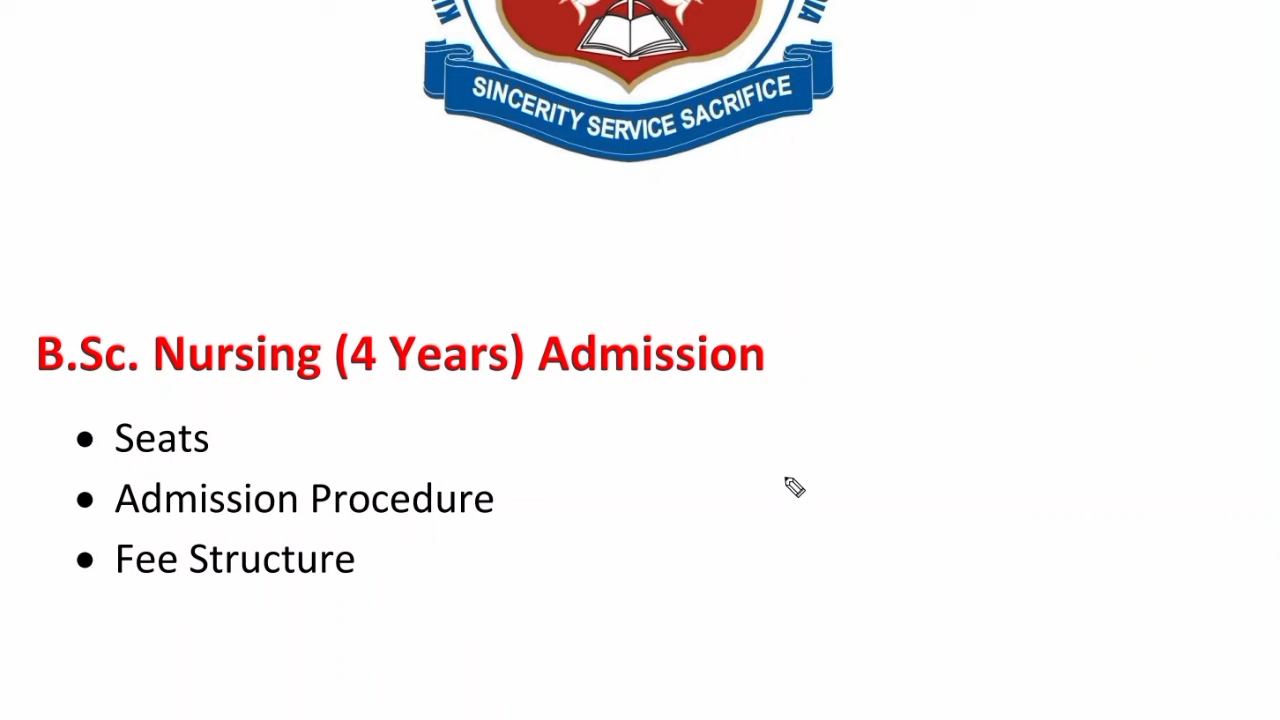 SINCERITY SERVICE SACRIFICE
B.Sc. Nursing (4 Years) Admission
• Seats
• Admission Procedure
• Fee Structure